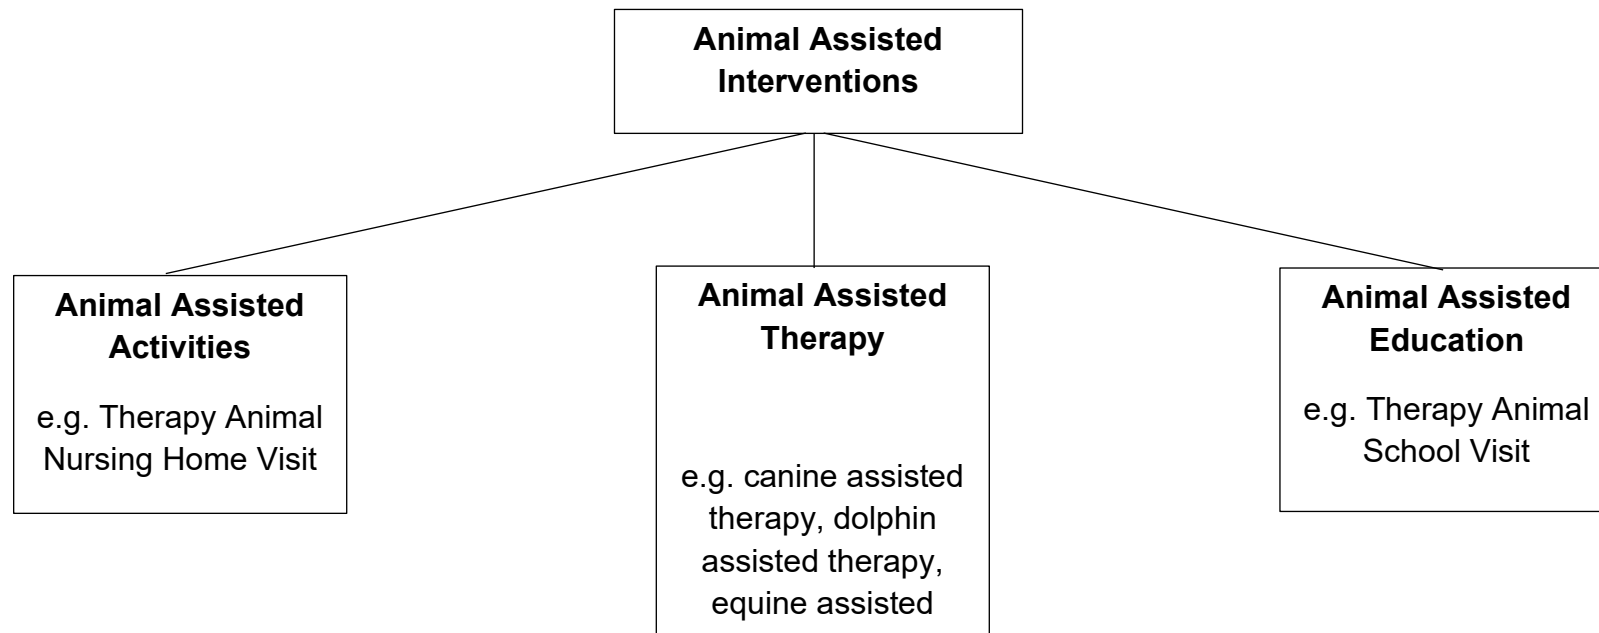 Animal Assisted
Interventions
Animal Assisted
Activities
e.g. Therapy Animal
Nursing Home Visit
Animal Assisted
Therapy
e.g. canine assisted
therapy, dolphin
assisted therapy,
equine assisted
Animal Assisted
Education
e.g. Therapy Animal
School Visit